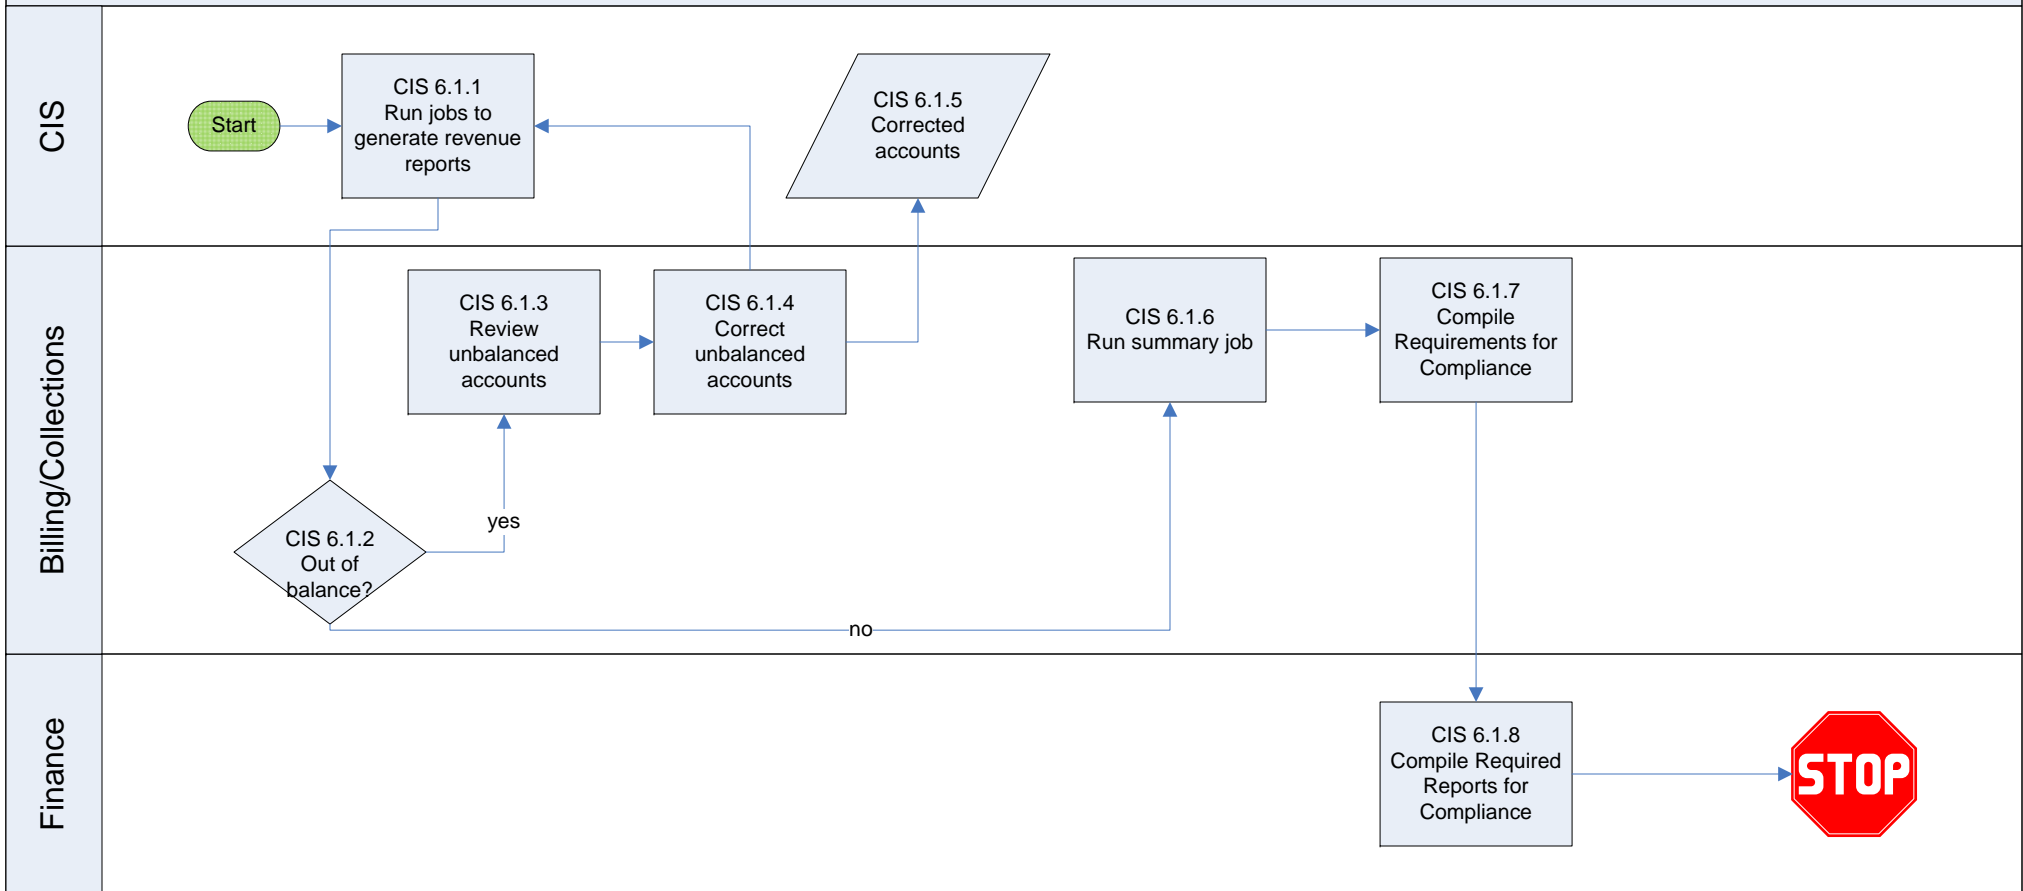 CIS
Start
CIS 6.1.1
Run jobs to
generate revenue
reports
CIS 6.1.5
Corrected
accounts
Billing/Collections
CIS 6.1.3
Review
unbalanced
accounts
CIS 6.1.4
Correct
unbalanced
accounts
CIS 6.1.6
Run summary job
CIS 6.1.7
Compile
Requirements for
Compliance
yes
CIS 6.1.2
Out of
balance?
no
Finance
CIS 6.1.8
Compile Required
Reports for
Compliance
STOP